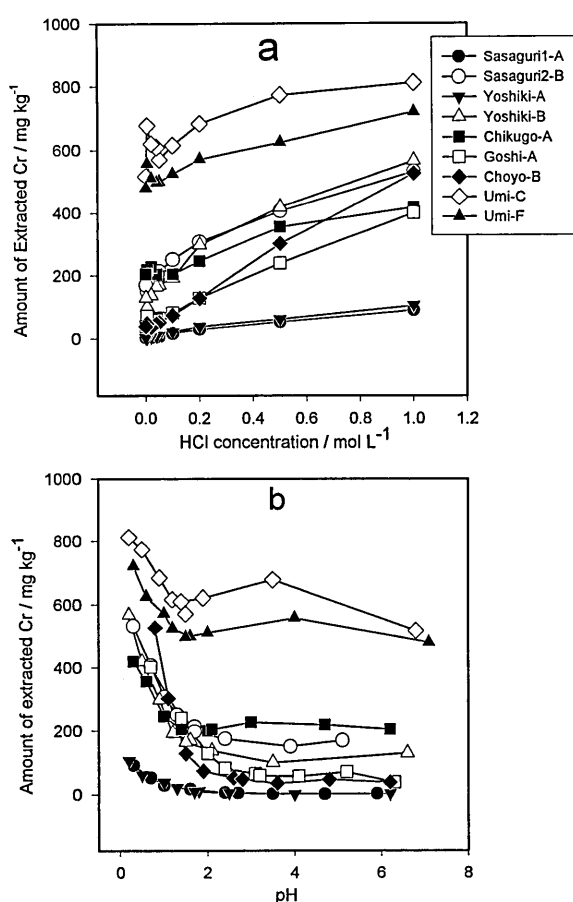 a
1000
800
600
400
200
0
Amount of Extracted Cr / mg kg-1
0.0 0.2 0.4 0.6 0.8 1.0 1.2
HCl concentration / mol L-1
Sasaguri1-A
Sasaguri2-B
Yoshiki-A
Yoshiki-B
Chikugo-A
Goshi-A
Choyo-B
Umi-C
Umi-F
b
1000
800
600
400
200
0
Amount of extracted Cr / mg kg-1
0 2 4 6 8
pH